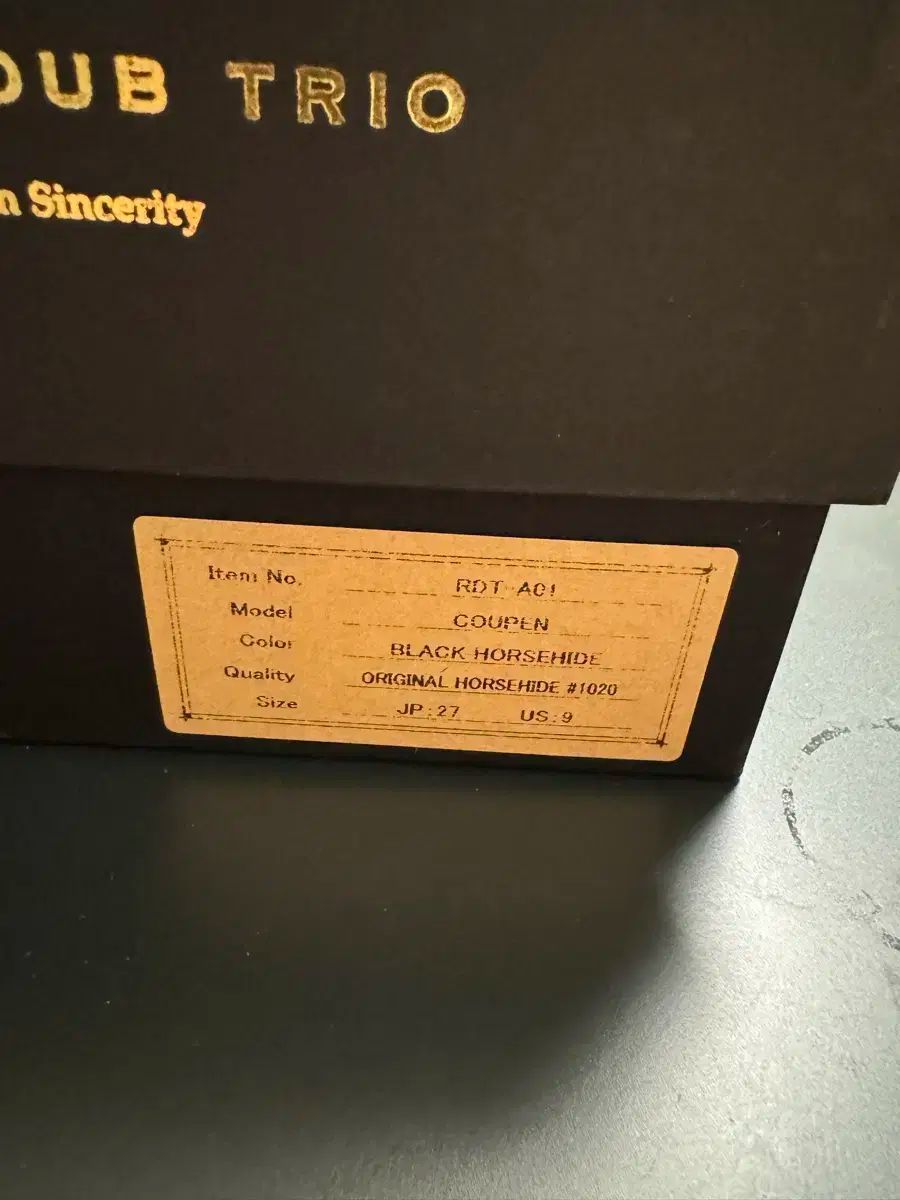 OUB TRIO
n Sincerity
Item No. RDT-A01
Model COUPEN
Color BLACK HORSEHIDE
Quality ORIGINAL HORSEHIDE #1020
Size JP:27 US:9